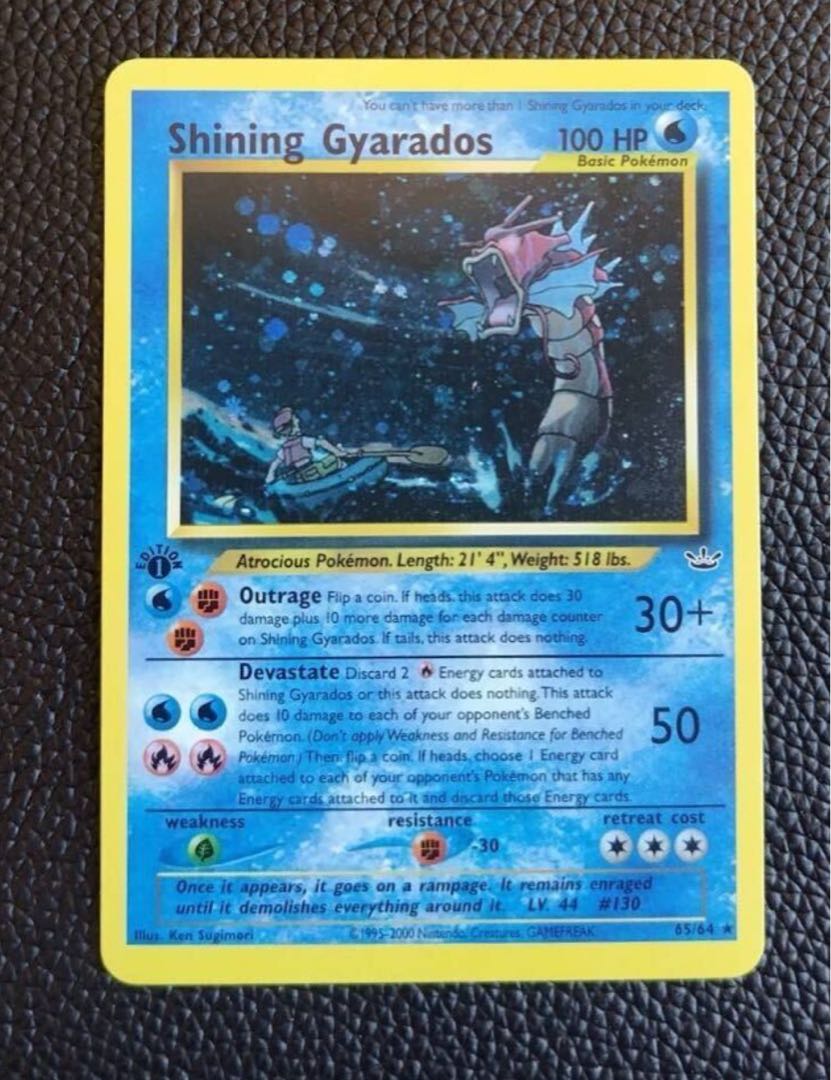 You can't have more than 1 Shining Gyarados in your deck.
Shining Gyarados 100 HP
Basic Pokémon
EDITION
1
Atrocious Pokémon. Length: 21' 4", Weight: 518 lbs.
Outrage Flip a coin. If heads, this attack does 30
damage plus 10 more damage for each damage counter
on Shining Gyarados. If tails, this attack does nothing.
30+
Devastate Discard 2 Energy cards attached to
Shining Gyarados or this attack does nothing. This attack
does 10 damage to each of your opponent's Benched
Pokémon. (Don't apply Weakness and Resistance for Benched
Pokémon.) Then flip a coin. If heads, choose 1 Energy card
attached to each of your opponent's Pokémon that has any
Energy cards attached to it and discard those Energy cards.
50
weakness resistance retreat cost
-30
Once it appears, it goes on a rampage. It remains enraged
until it demolishes everything around it. LV. 44 #130
Illus. Ken Sugimori ©1995-2000 Nintendo, Creatures, GAMEFREAK 65/64 ★